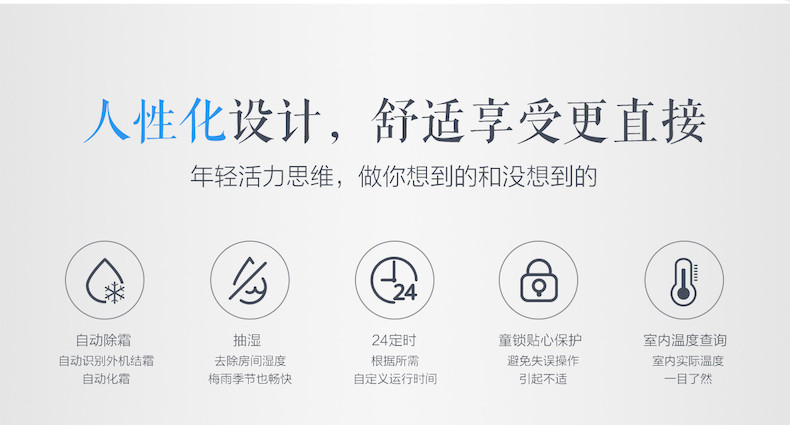 人性化设计，舒适享受更直接
年轻活力思维，做你想到的和没想到的
24
自动除霜
自动识别外机结霜
自动化霜
抽湿
去除房间湿度
梅雨季节也畅快
24定时
根据所需
自定义运行时间
童锁贴心保护
避免失误操作
引起不适
室内温度查询
室内实际温度
一目了然